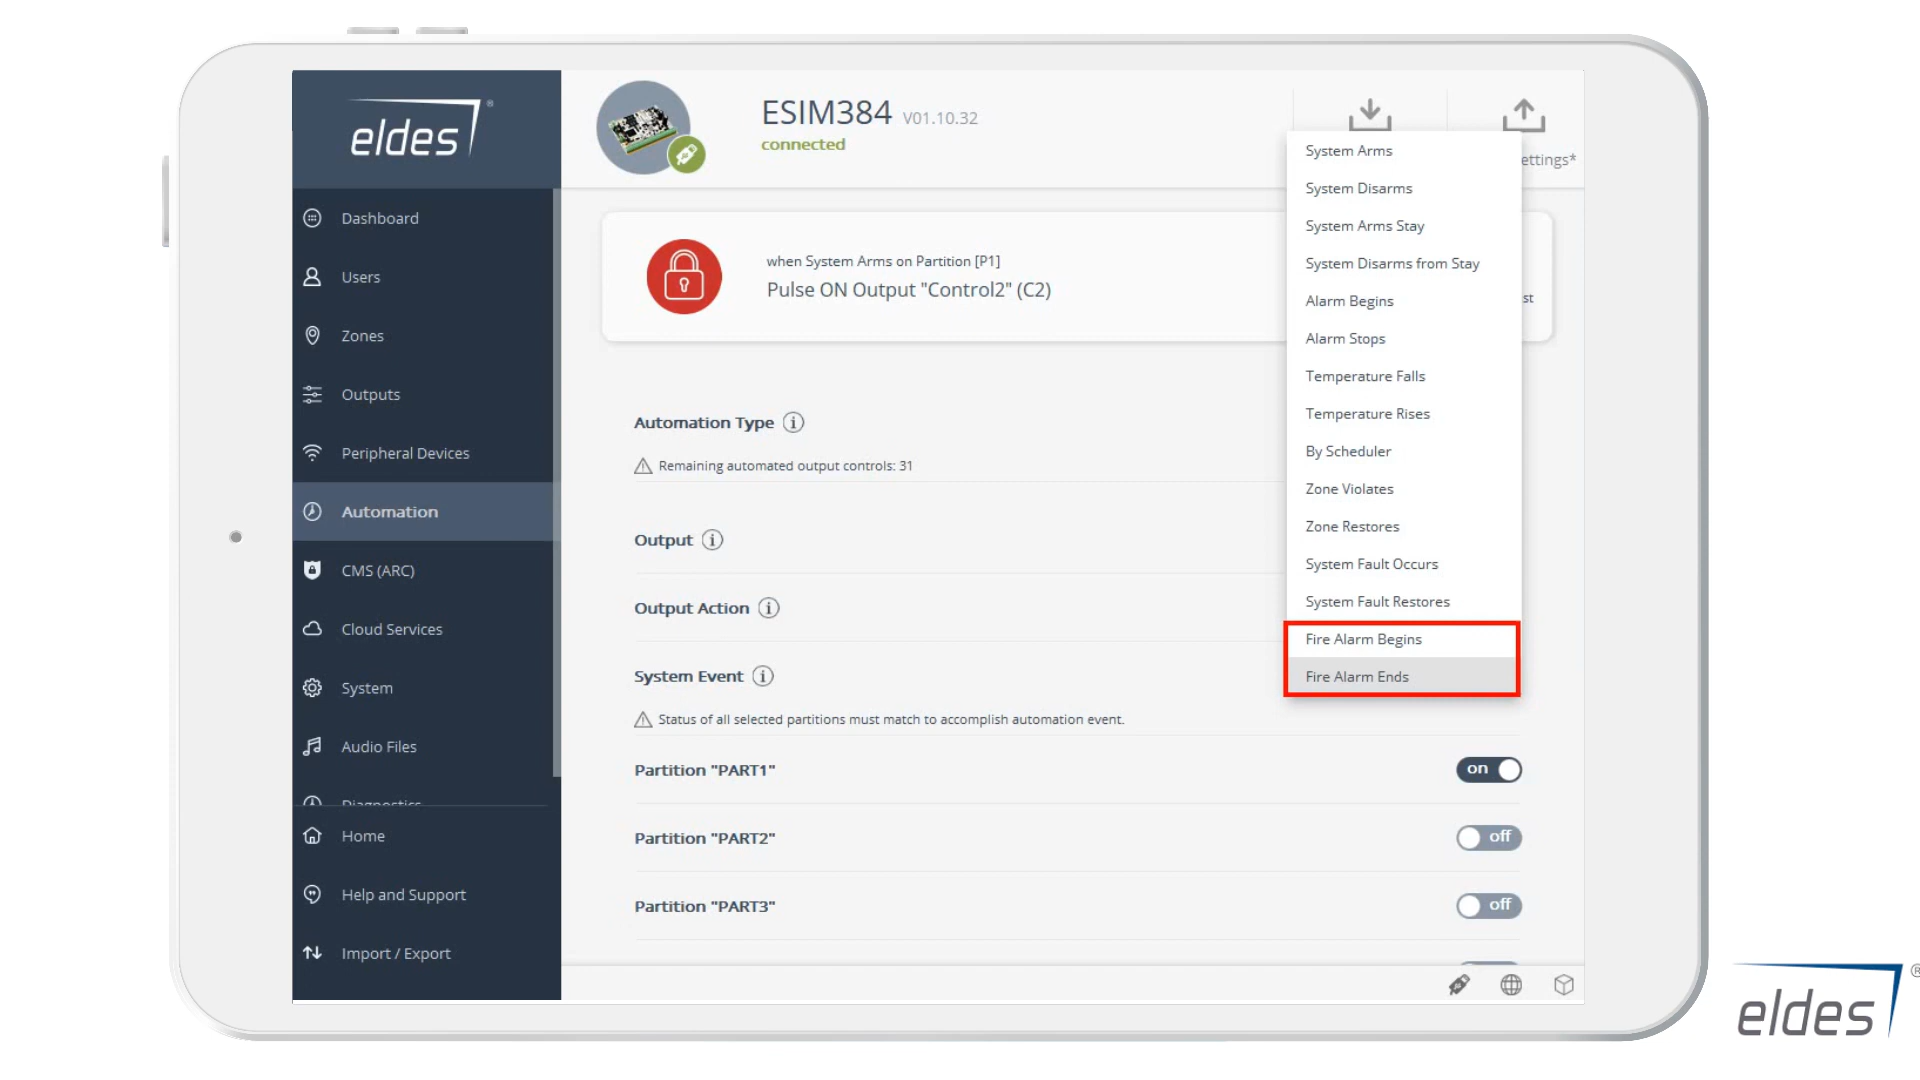 eldes®
Dashboard
Users
Zones
Outputs
Peripheral Devices
Automation
CMS (ARC)
Cloud Services
System
Audio Files
Diagnostics
Home
Help and Support
Import / Export
ESIM384 V01.10.32
connected
ettings*
when System Arms on Partition [P1]
Pulse ON Output "Control2" (C2)
st
Automation Type
Remaining automated output controls: 31
Output
Output Action
System Event
Status of all selected partitions must match to accomplish automation event.
Partition "PART1"
on
Partition "PART2"
off
Partition "PART3"
off
System Arms
System Disarms
System Arms Stay
System Disarms from Stay
Alarm Begins
Alarm Stops
Temperature Falls
Temperature Rises
By Scheduler
Zone Violates
Zone Restores
System Fault Occurs
System Fault Restores
Fire Alarm Begins
Fire Alarm Ends
eldes®